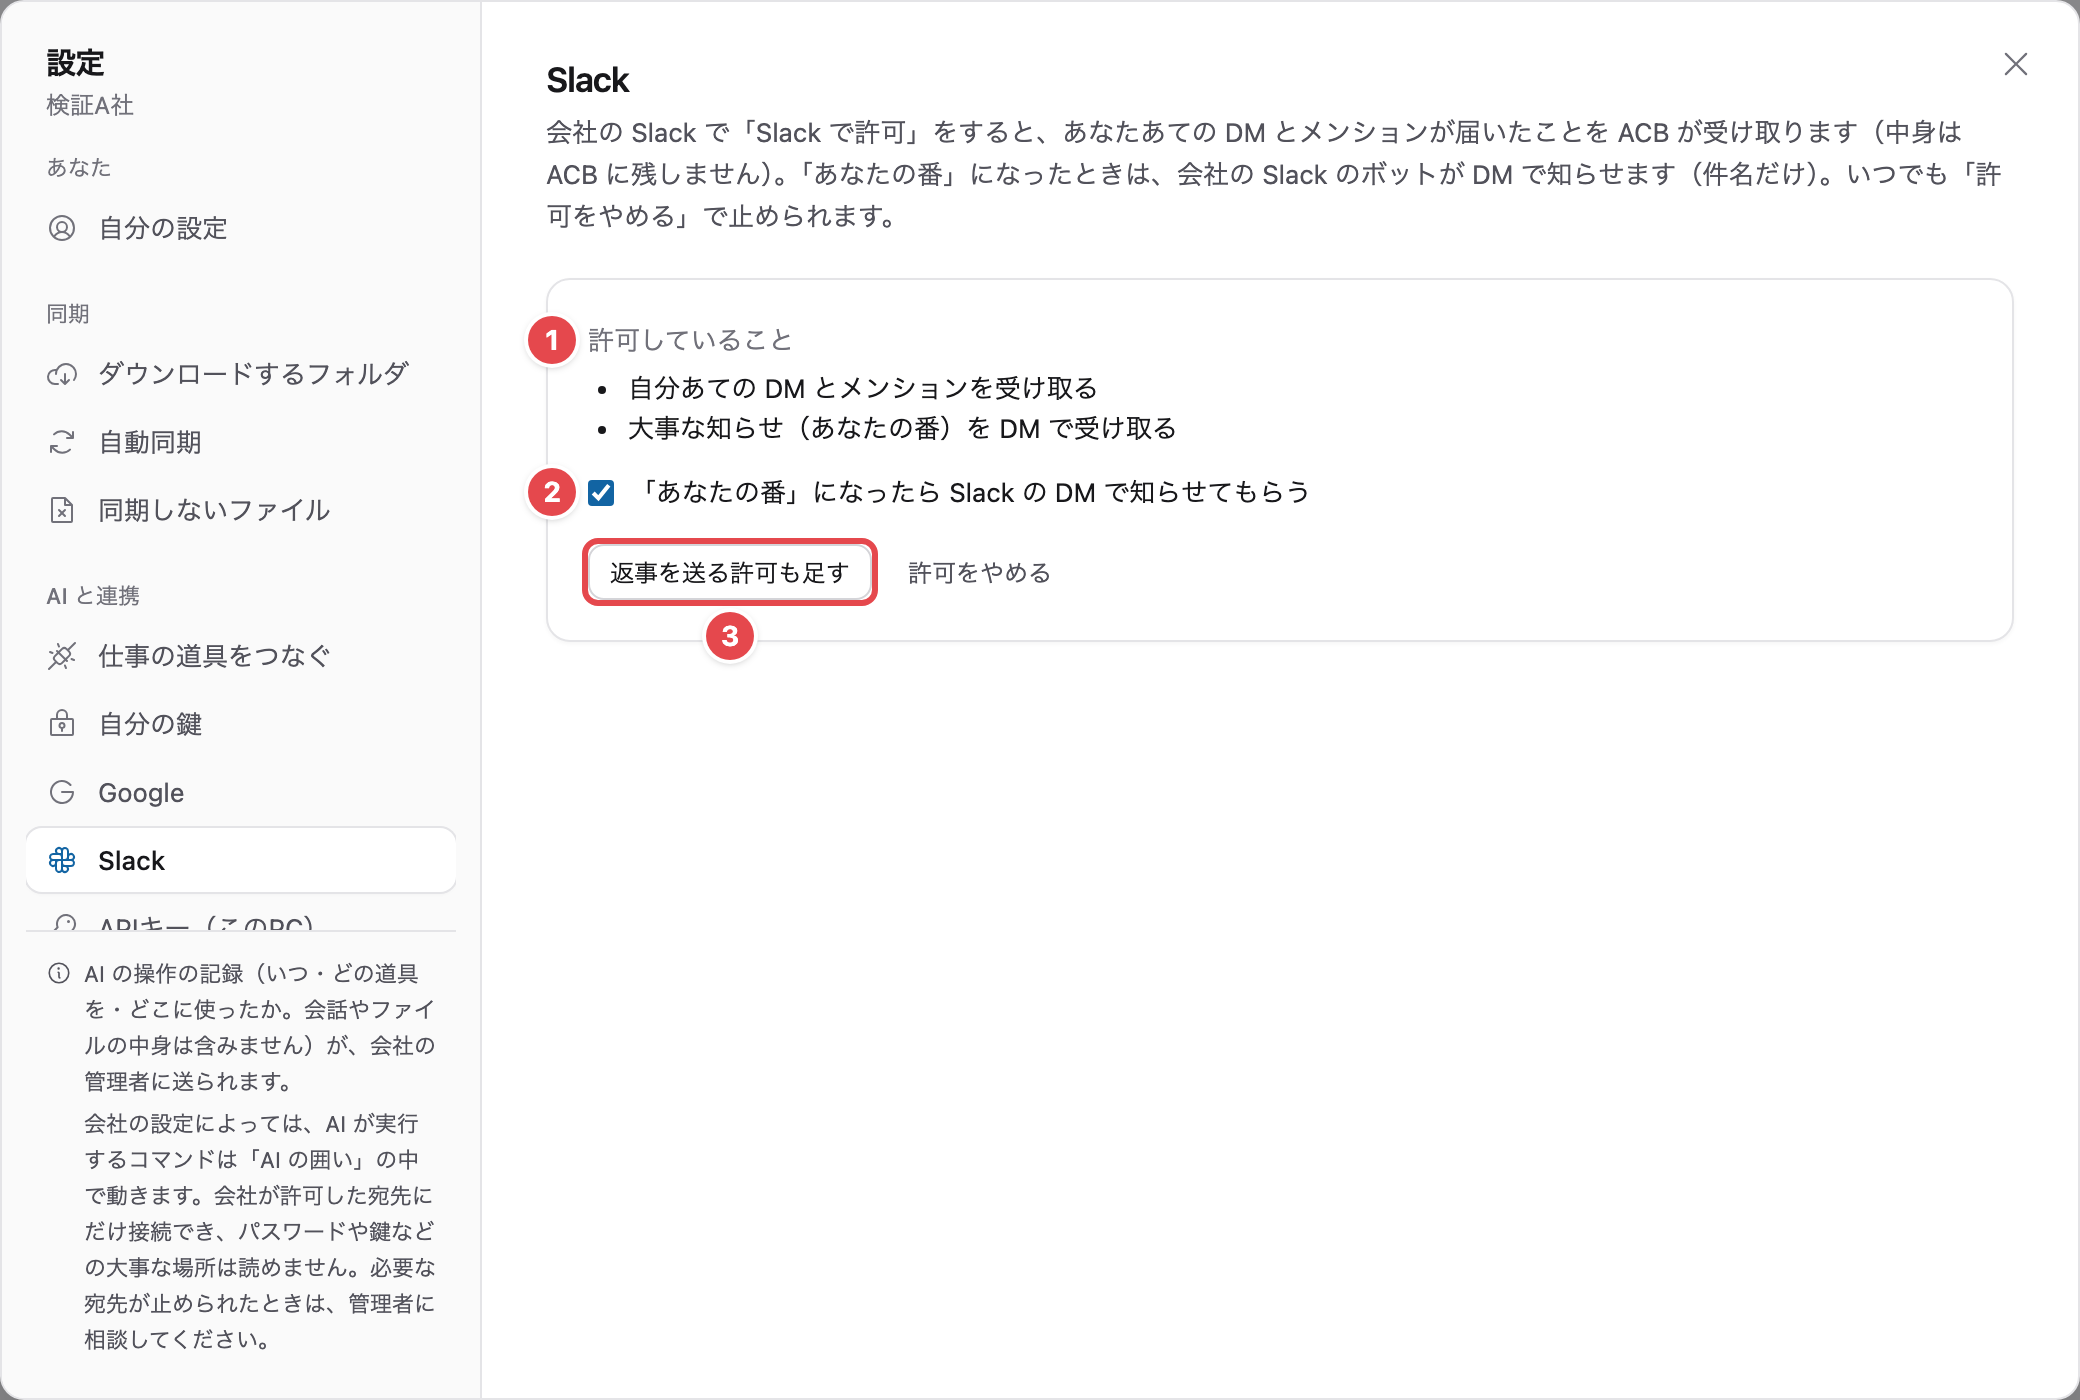 設定
検証A社
あなた
自分の設定
同期
ダウンロードするフォルダ
自動同期
同期しないファイル
AI と連携
仕事の道具をつなぐ
自分の鍵
Google
Slack
APIキー（このPC）
AI の操作の記録（いつ・どの道具
を・どこに使ったか。会話やファイ
ルの中身は含みません）が、会社の
管理者に送られます。
会社の設定によっては、AI が実行
するコマンドは「AI の囲い」の中
で動きます。会社が許可した宛先に
だけ接続でき、パスワードや鍵など
の大事な場所は読めません。必要な
宛先が止められたときは、管理者に
相談してください。
Slack
会社の Slack で「Slack で許可」をすると、あなたあての DM とメンションが届いたことを ACB が受け取ります（中身は
ACB に残しません）。「あなたの番」になったときは、会社の Slack のボットが DM で知らせます（件名だけ）。いつでも「許
可をやめる」で止められます。
1 許可していること
• 自分あての DM とメンションを受け取る
• 大事な知らせ（あなたの番）を DM で受け取る
2 「あなたの番」になったら Slack の DM で知らせてもらう
返事を送る許可も足す 許可をやめる
3